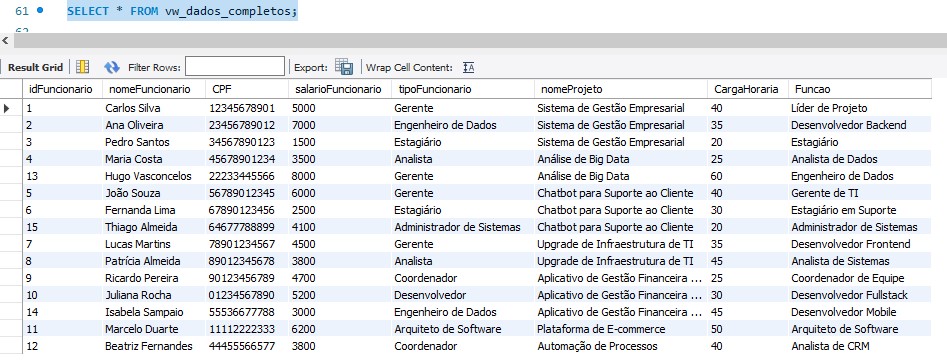 61 SELECT * FROM vw_dados_completos;
Result Grid Filter Rows: Export: Wrap Cell Content: IA
idFuncionario nomeFuncionario CPF salarioFuncionario tipoFuncionario nomeProjeto CargaHoraria Funcao
1 Carlos Silva 12345678901 5000 Gerente Sistema de Gestão Empresarial 40 Líder de Projeto
2 Ana Oliveira 23456789012 7000 Engenheiro de Dados Sistema de Gestão Empresarial 35 Desenvolvedor Backend
3 Pedro Santos 34567890123 1500 Estagiário Sistema de Gestão Empresarial 20 Estagiário
4 Maria Costa 45678901234 3500 Analista Análise de Big Data 25 Analista de Dados
13 Hugo Vasconcelos 22233445566 8000 Gerente Análise de Big Data 60 Engenheiro de Dados
5 João Souza 56789012345 6000 Gerente Chatbot para Suporte ao Cliente 40 Gerente de TI
6 Fernanda Lima 67890123456 2500 Estagiário Chatbot para Suporte ao Cliente 30 Estagiário em Suporte
15 Thiago Almeida 64677788899 4100 Administrador de Sistemas Chatbot para Suporte ao Cliente 20 Administrador de Sistemas
7 Lucas Martins 78901234567 4500 Gerente Upgrade de Infraestrutura de TI 35 Desenvolvedor Frontend
8 Patrícia Almeida 89012345678 3800 Analista Upgrade de Infraestrutura de TI 45 Analista de Sistemas
9 Ricardo Pereira 90123456789 4700 Coordenador Aplicativo de Gestão Financeira ... 25 Coordenador de Equipe
10 Juliana Rocha 01234567890 5200 Desenvolvedor Aplicativo de Gestão Financeira ... 30 Desenvolvedor Fullstack
14 Isabela Sampaio 55536677788 3000 Engenheiro de Dados Aplicativo de Gestão Financeira ... 45 Desenvolvedor Mobile
11 Marcelo Duarte 11112222333 6200 Arquiteto de Software Plataforma de E-commerce 50 Arquiteto de Software
12 Beatriz Fernandes 44455566577 3800 Coordenador Automação de Processos 40 Analista de CRM